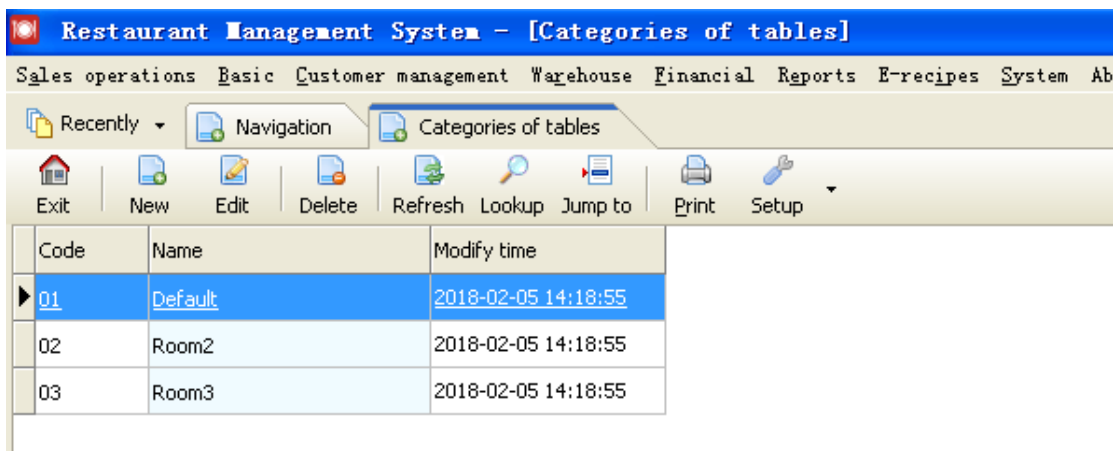 Restaurant Management System - [Categories of tables]
Sales operations Basic Customer management Warehouse Financial Reports E-recipes System Ab
Recently Navigation Categories of tables
Exit New Edit Delete Refresh Lookup Jump to Print Setup
Code Name Modify time
01 Default 2018-02-05 14:18:55
02 Room2 2018-02-05 14:18:55
03 Room3 2018-02-05 14:18:55